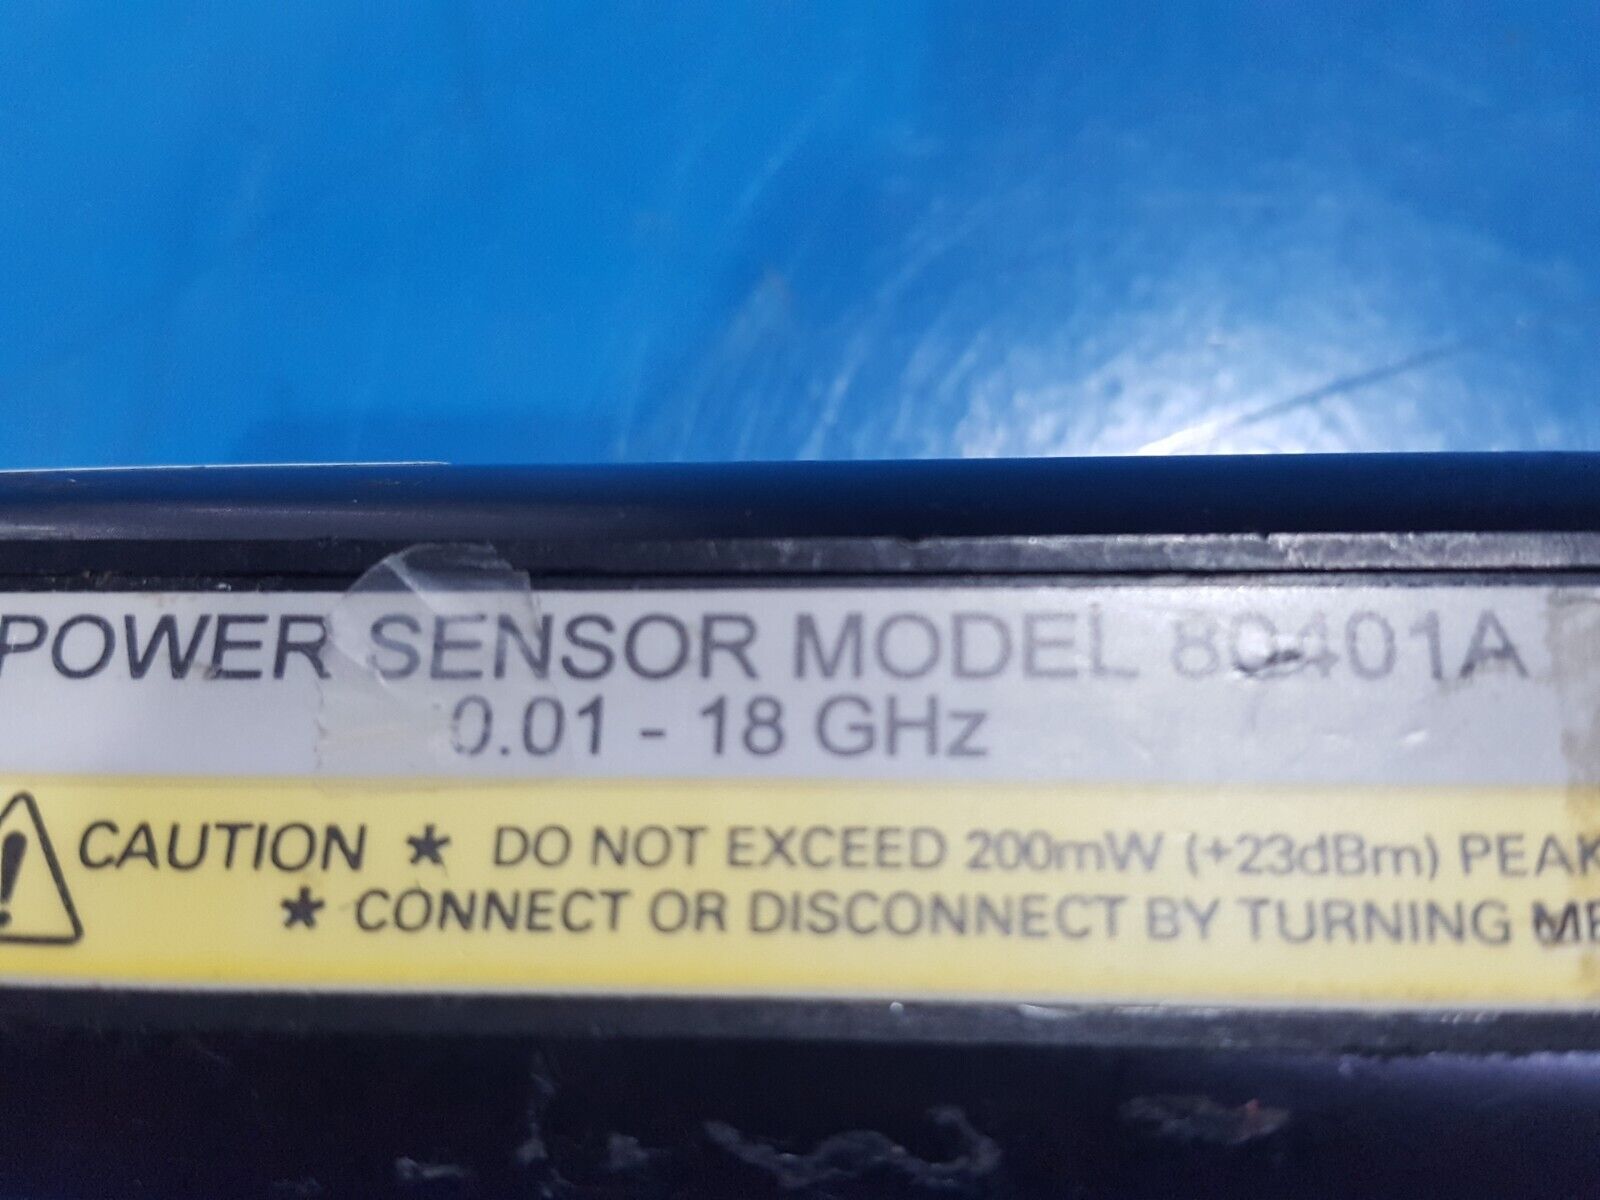 POWER SENSOR MODEL 80401A
0.01 - 18 GHz
! CAUTION * DO NOT EXCEED 200mW (+23dBm) PEAK
* CONNECT OR DISCONNECT BY TURNING